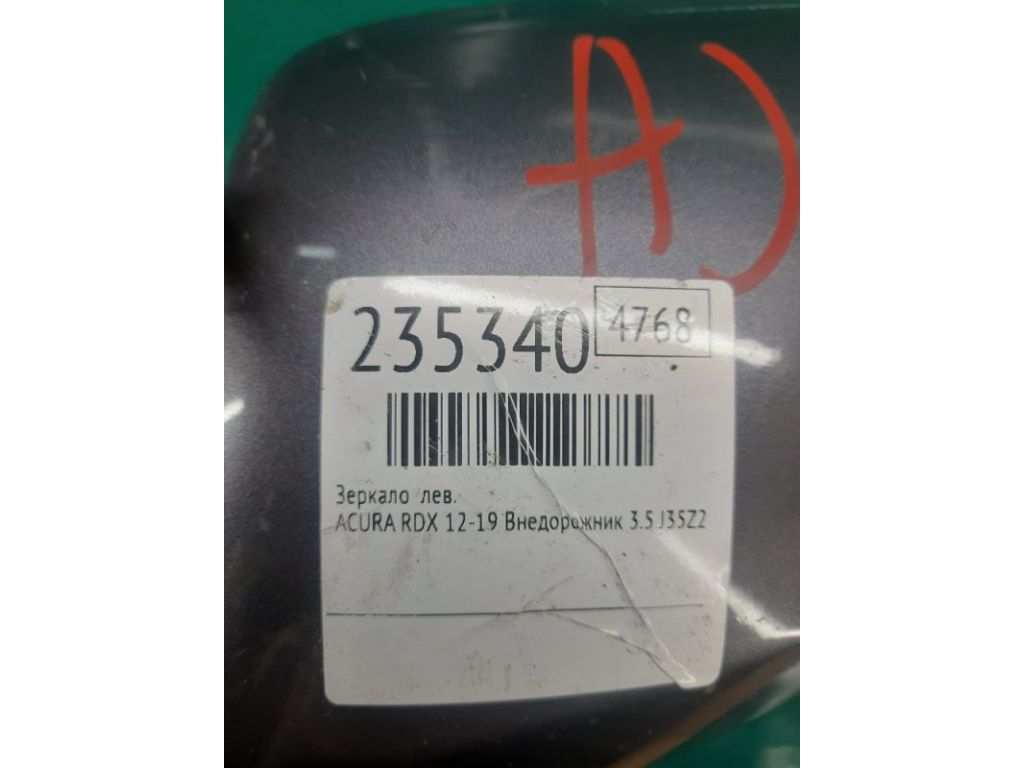 A)
235340 4768
Зеркало лев.
ACURA RDX 12-19 Внедорожник 3.5 J35Z2